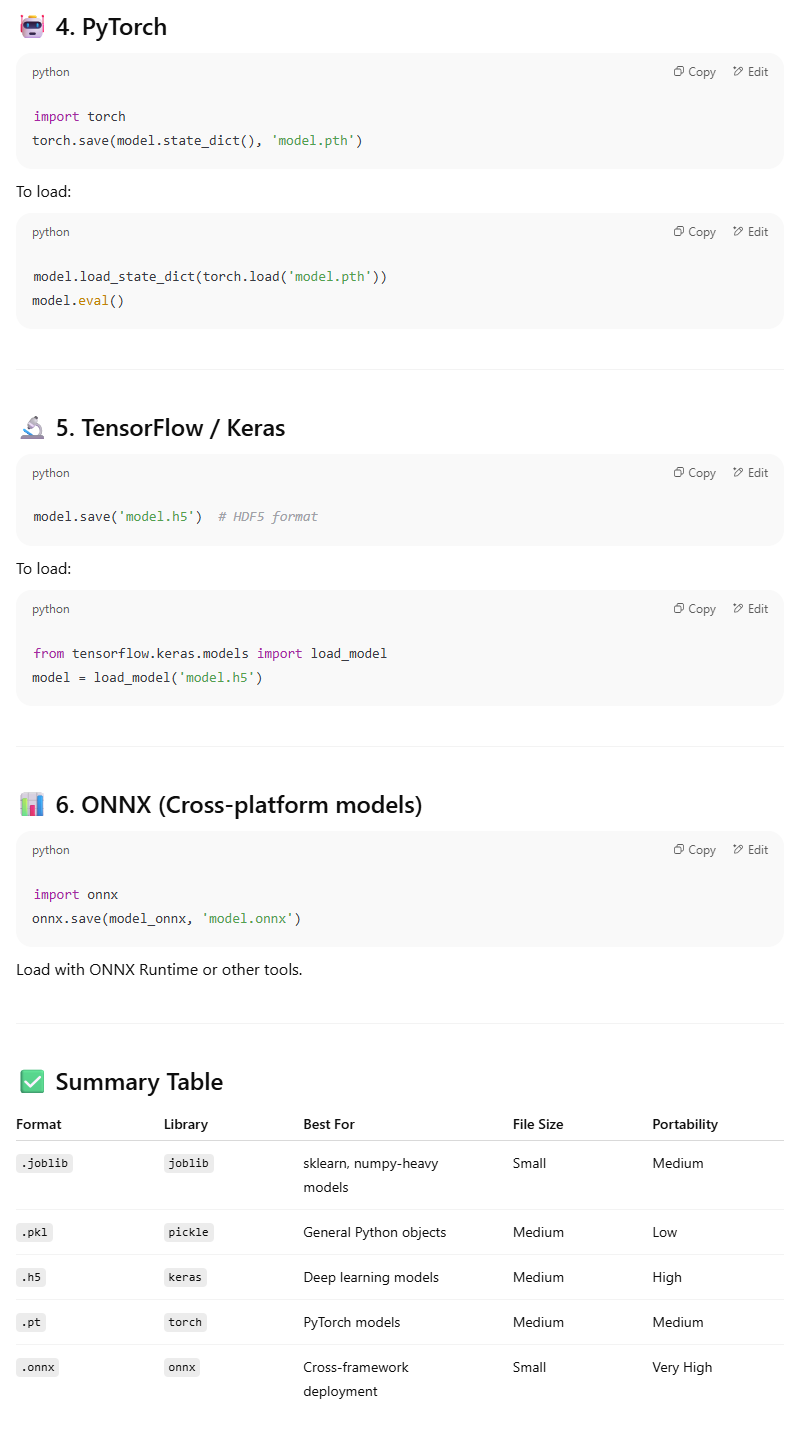 4. PyTorch
python Copy Edit
import torch
torch.save(model.state_dict(), 'model.pth')
To load:
python Copy Edit
model.load_state_dict(torch.load('model.pth'))
model.eval()
5. TensorFlow / Keras
python Copy Edit
model.save('model.h5')  # HDF5 format
To load:
python Copy Edit
from tensorflow.keras.models import load_model
model = load_model('model.h5')
6. ONNX (Cross-platform models)
python Copy Edit
import onnx
onnx.save(model_onnx, 'model.onnx')
Load with ONNX Runtime or other tools.
Summary Table
Format Library Best For File Size Portability
.joblib joblib sklearn, numpy-heavy Small Medium
models
.pkl pickle General Python objects Medium Low
.h5 keras Deep learning models Medium High
.pt torch PyTorch models Medium Medium
.onnx onnx Cross-framework Small Very High
deployment